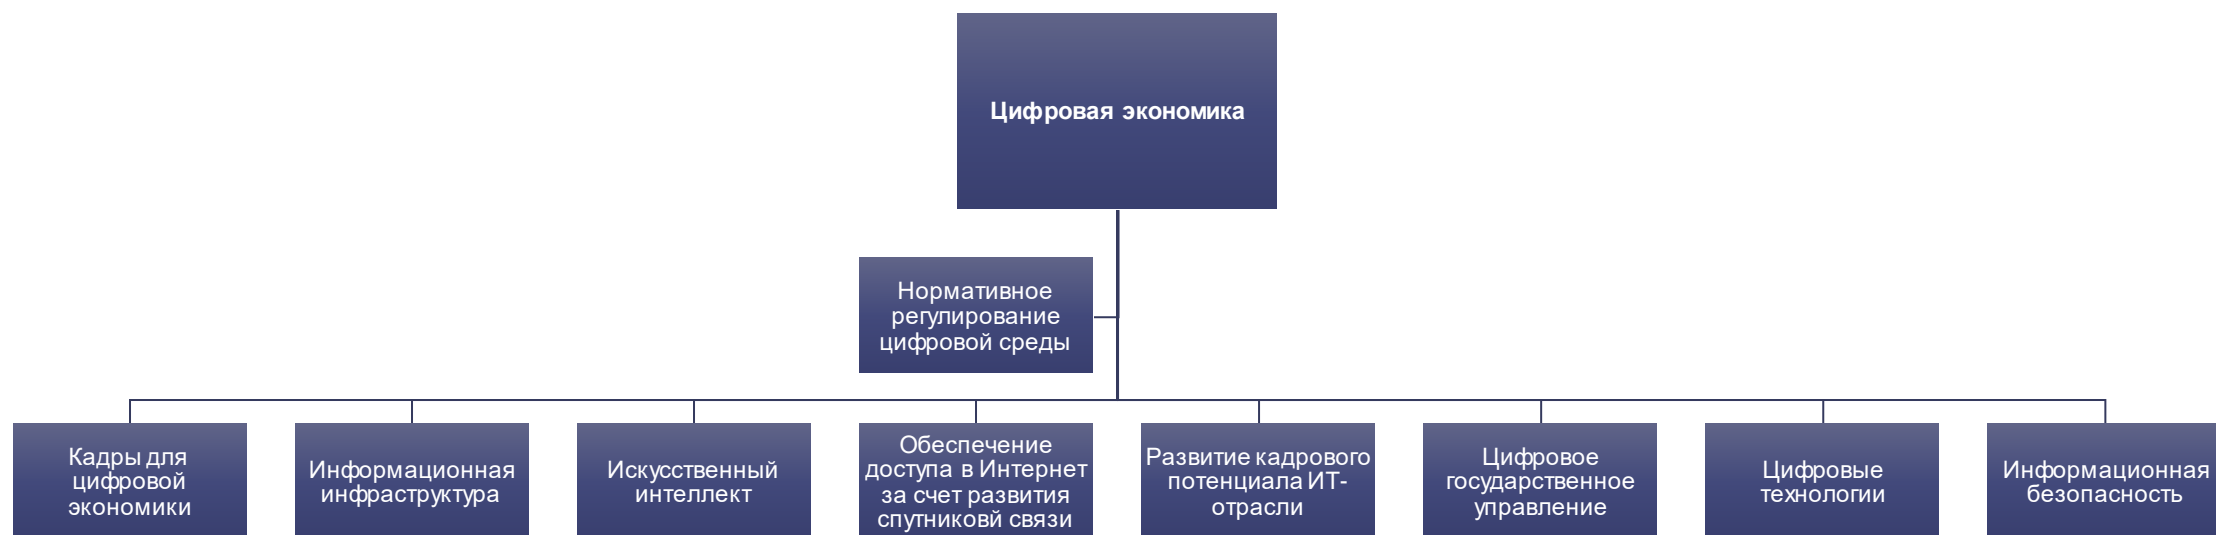 Цифровая экономика
Нормативное
регулирование
цифровой среды
Кадры для
цифровой
экономики
Информационная
инфраструктура
Искусственный
интеллект
Обеспечение
доступа в Интернет
за счет развития
спутниковй связи
Развитие кадрового
потенциала ИТ-
отрасли
Цифровое
государственное
управление
Цифровые
технологии
Информационная
безопасность